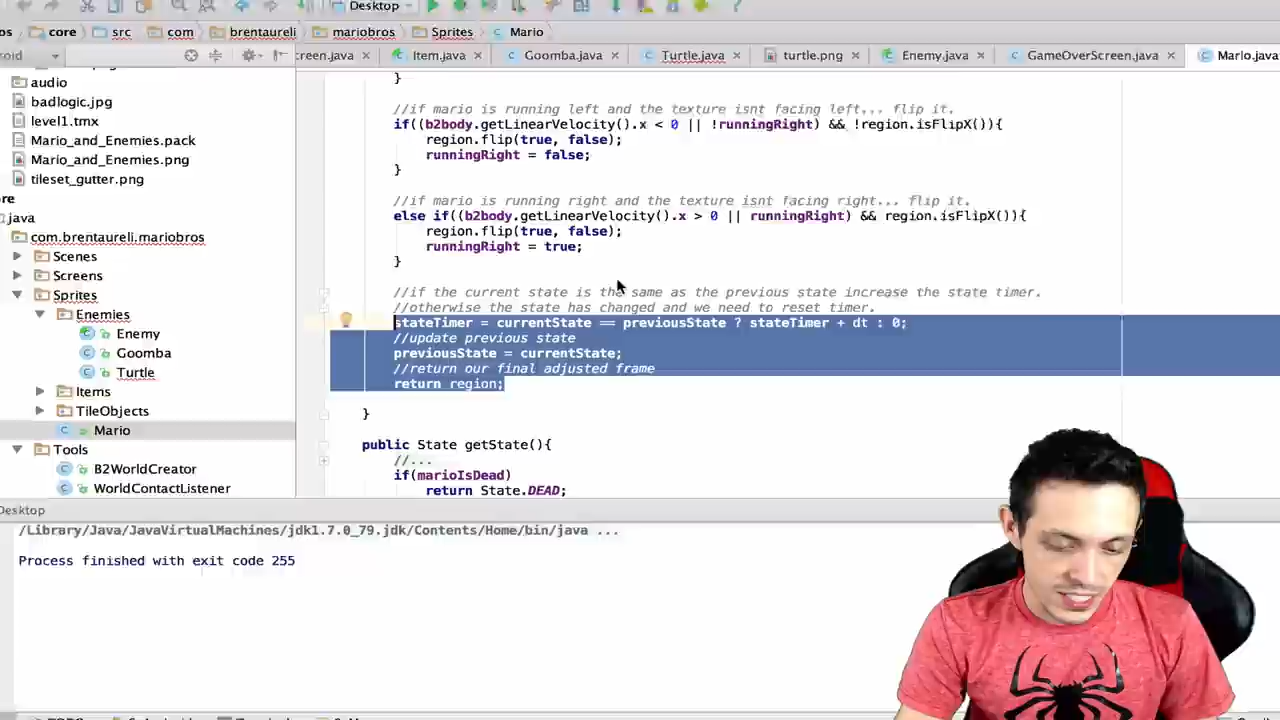 Desktop
os core src com brentaureli mariobros Sprites Mario
roid creen.java Item.java Goomba.java Turtle.java turtle.png Enemy.java GameOverScreen.java Mario.java
audio
badlogic.jpg
level1.tmx
Mario_and_Enemies.pack
Mario_and_Enemies.png
tileset_gutter.png
re
java
com.brentaureli.mariobros
Scenes
Screens
Sprites
Enemies
Enemy
Goomba
Turtle
Items
TileObjects
Mario
Tools
B2WorldCreator
WorldContactListener
}
//if mario is running left and the texture isnt facing left... flip it.
if((b2body.getLinearVelocity().x < 0 || !runningRight) && !region.isFlipX()){
region.flip(true, false);
runningRight = false;
}
//if mario is running right and the texture isnt facing right... flip it.
else if((b2body.getLinearVelocity().x > 0 || runningRight) && region.isFlipX()){
region.flip(true, false);
runningRight = true;
}
//if the current state is the same as the previous state increase the state timer.
//otherwise the state has changed and we need to reset timer.
stateTimer = currentState == previousState ? stateTimer + dt : 0;
//update previous state
previousState = currentState;
//return our final adjusted frame
return region;
}
public State getState(){
//...
if(marioIsDead)
return State.DEAD;
Desktop
/Library/Java/JavaVirtualMachines/jdk1.7.0_79.jdk/Contents/Home/bin/java ...
Process finished with exit code 255